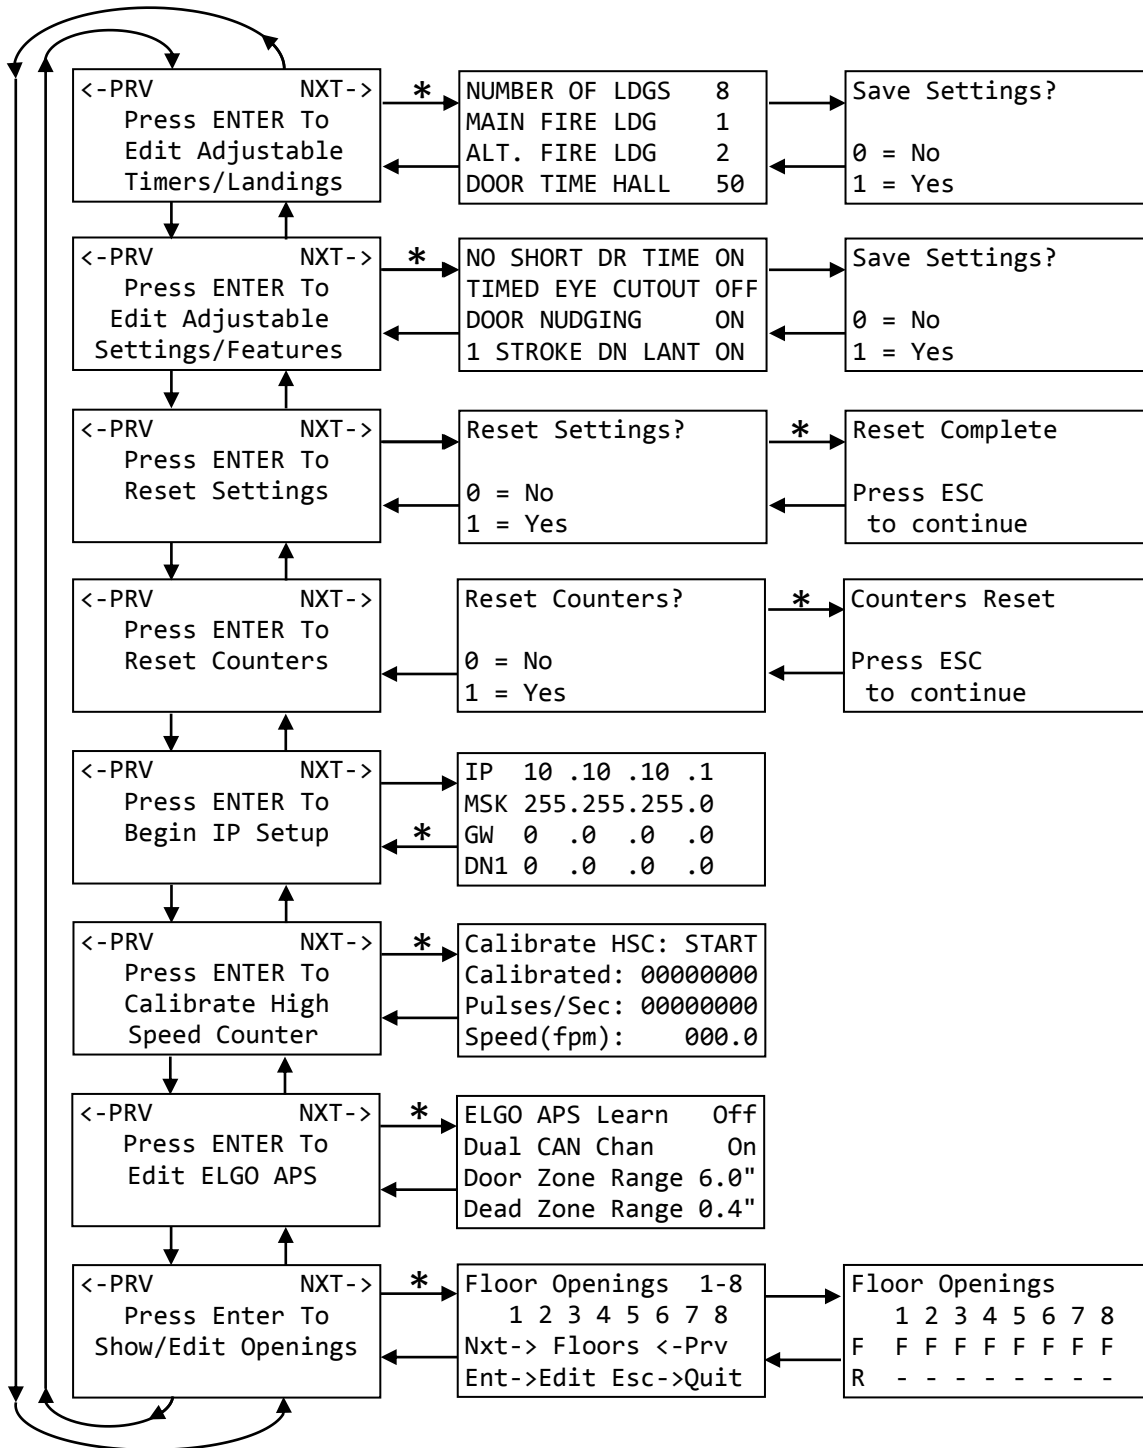 <-PRV NXT->
Press ENTER To
Edit Adjustable
Timers/Landings
*
NUMBER OF LDGS 8
MAIN FIRE LDG 1
ALT. FIRE LDG 2
DOOR TIME HALL 50
Save Settings?
0 = No
1 = Yes
<-PRV NXT->
Press ENTER To
Edit Adjustable
Settings/Features
*
NO SHORT DR TIME ON
TIMED EYE CUTOUT OFF
DOOR NUDGING ON
1 STROKE DN LANT ON
Save Settings?
0 = No
1 = Yes
<-PRV NXT->
Press ENTER To
Reset Settings
Reset Settings?
0 = No
1 = Yes
*
Reset Complete
Press ESC
to continue
<-PRV NXT->
Press ENTER To
Reset Counters
Reset Counters?
0 = No
1 = Yes
*
Counters Reset
Press ESC
to continue
<-PRV NXT->
Press ENTER To
Begin IP Setup
*
IP 10 .10 .10 .1
MSK 255.255.255.0
GW 0 .0 .0 .0
DN1 0 .0 .0 .0
<-PRV NXT->
Press ENTER To
Calibrate High
Speed Counter
*
Calibrate HSC: START
Calibrated: 00000000
Pulses/Sec: 00000000
Speed(fpm): 000.0
<-PRV NXT->
Press ENTER To
Edit ELGO APS
*
ELGO APS Learn Off
Dual CAN Chan On
Door Zone Range 6.0"
Dead Zone Range 0.4"
<-PRV NXT->
Press Enter To
Show/Edit Openings
*
Floor Openings 1-8
1 2 3 4 5 6 7 8
Nxt-> Floors <-Prv
Ent->Edit Esc->Quit
Floor Openings
1 2 3 4 5 6 7 8
F F F F F F F F F
R - - - - - - - -